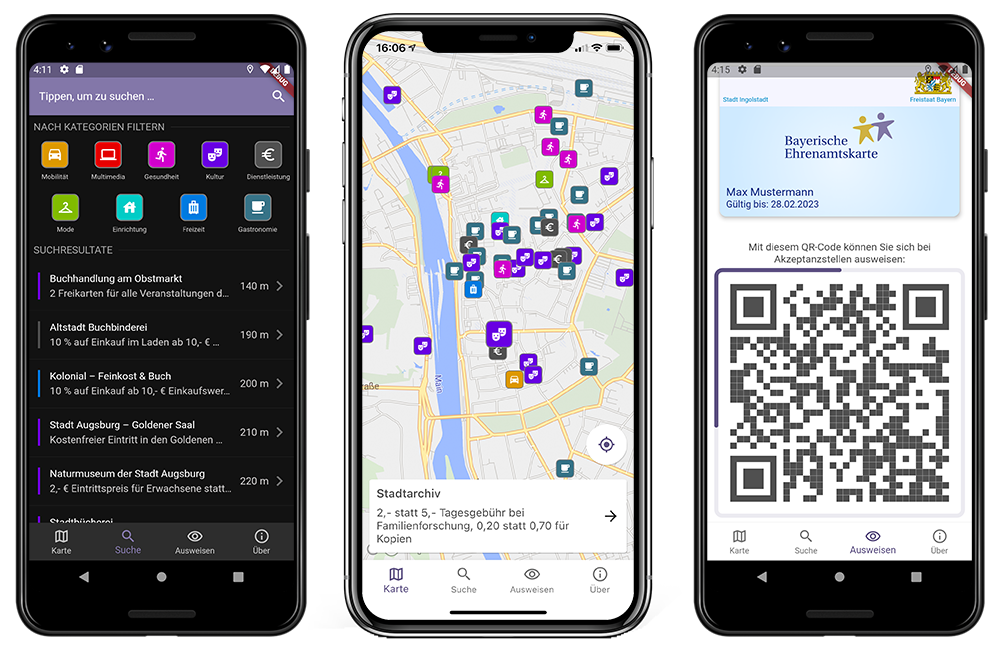 4:11
DEBUG
Tippen, um zu suchen ...
NACH KATEGORIEN FILTERN
Mobilität
Multimedia
Gesundheit
Kultur
Dienstleistung
Mode
Einrichtung
Freizeit
Gastronomie
SUCHRESULTATE
Buchhandlung am Obstmarkt
2 Freikarten für alle Veranstaltungen d...
140 m
Altstadt Buchbinderei
10 % auf Einkauf im Laden ab 10,- € ...
190 m
Kolonial – Feinkost & Buch
10 % auf Einkauf ab 10,- € Einkaufswer...
200 m
Stadt Augsburg – Goldener Saal
Kostenfreier Eintritt in den Goldenen ...
210 m
Naturmuseum der Stadt Augsburg
2,- € Eintrittspreis für Erwachsene statt...
220 m
Stadtbücherei
Karte
Suche
Ausweisen
Über
16:06
Main
aße
Stadtarchiv
2,- statt 5,- Tagesgebühr bei
Familienforschung, 0,20 statt 0,70 für
Kopien
Karte
Suche
Ausweisen
Über
4:15
DEBUG
Stadt Ingolstadt
Freistaat Bayern
Bayerische
Ehrenamtskarte
Max Mustermann
Gültig bis: 28.02.2023
Mit diesem QR-Code können Sie sich bei
Akzeptanzstellen ausweisen:
Karte
Suche
Ausweisen
Über